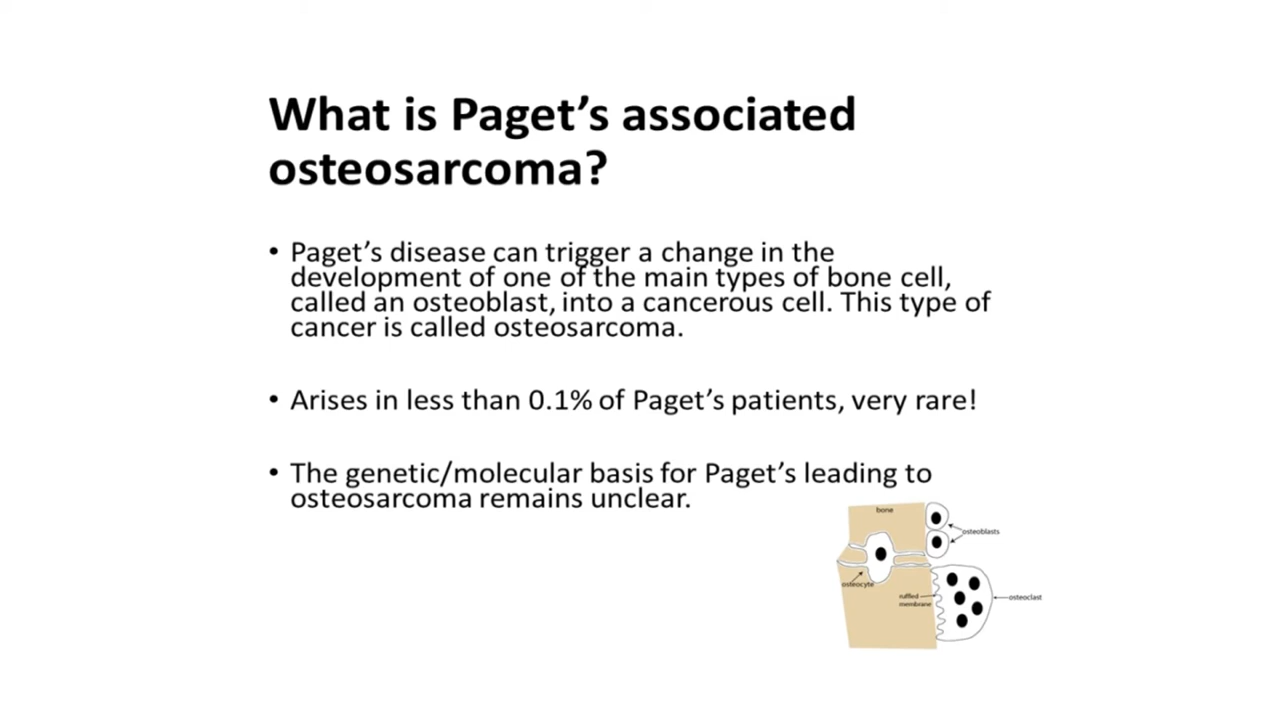 What is Paget's associated
osteosarcoma?
• Paget's disease can trigger a change in the
development of one of the main types of bone cell,
called an osteoblast, into a cancerous cell. This type of
cancer is called osteosarcoma.
• Arises in less than 0.1% of Paget's patients, very rare!
• The genetic/molecular basis for Paget's leading to
osteosarcoma remains unclear.
bone
osteoblasts
osteocyte
ruffled
membrane
osteoclast